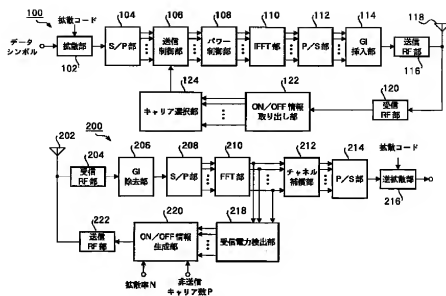 100
拡散コード
データ
シンボル
拡散部
102
104
S/P部
106
送信
制御部
108
パワー
制御部
110
IFFT部
112
P/S部
114
GI
挿入部
送信
RF部
116
118
124
キャリア選択部
122
ON/OFF情報
取り出し部
120
受信
RF部
200
202
204
受信
RF部
206
GI
除去部
208
S/P部
210
FFT部
212
チャネル
補償部
214
P/S部
拡散コード
逆拡散部
216
222
送信
RF部
220
ON/OFF情報
生成部
218
受信電力検出部
拡散率N
非送信
キャリア数P